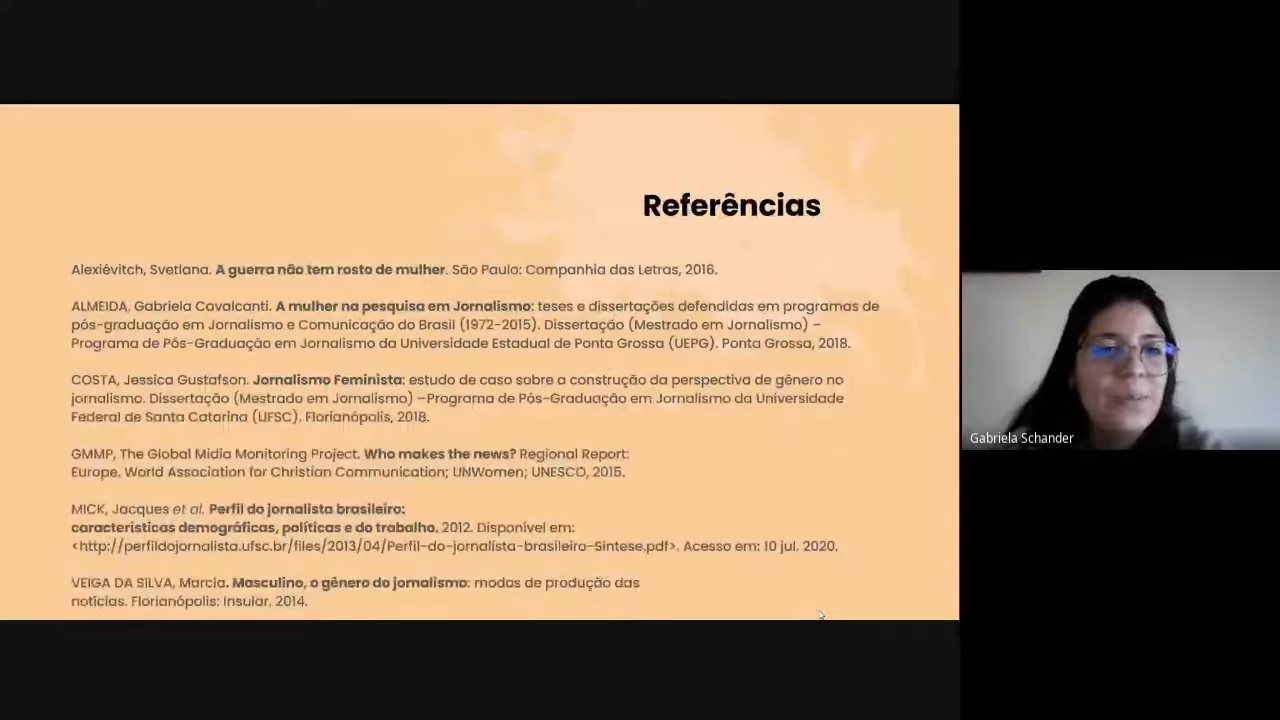 Referências
Alexiévitch, Svetlana. A guerra não tem rosto de mulher. São Paulo: Companhia das Letras, 2016.
ALMEIDA, Gabriela Cavalcanti. A mulher na pesquisa em Jornalismo: teses e dissertações defendidas em programas de
pós-graduação em Jornalismo e Comunicação do Brasil (1972-2015). Dissertação (Mestrado em Jornalismo) –
Programa de Pós-Graduação em Jornalismo da Universidade Estadual de Ponta Grossa (UEPG). Ponta Grossa, 2018.
COSTA, Jessica Gustafson. Jornalismo Feminista: estudo de caso sobre a construção da perspectiva de gênero no
jornalismo. Dissertação (Mestrado em Jornalismo) –Programa de Pós-Graduação em Jornalismo da Universidade
Federal de Santa Catarina (UFSC). Florianópolis, 2018.
GMMP, The Global Midia Monitoring Project. Who makes the news? Regional Report:
Europe. World Association for Christian Communication; UNWomen; UNESCO, 2015.
MICK, Jacques et al. Perfil do jornalista brasileiro:
características demográficas, políticas e do trabalho. 2012. Disponível em:
<http://perfildojornalista.ufsc.br/files/2013/04/Perfil-do-jornalista-brasileiro-Sintese.pdf>. Acesso em: 10 jul. 2020.
VEIGA DA SILVA, Marcia. Masculino, o gênero do jornalismo: modos de produção das
notícias. Florianópolis: Insular, 2014.
Gabriela Schander